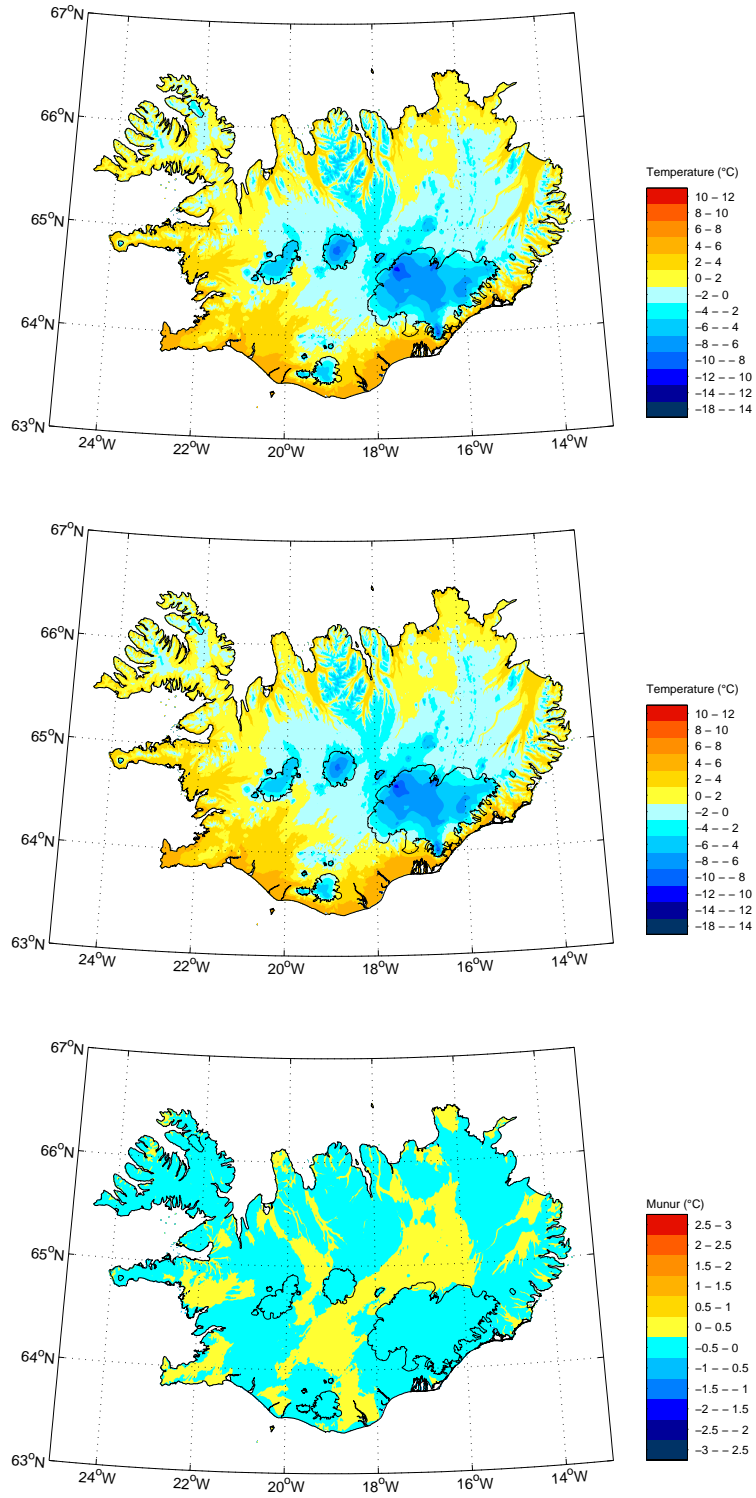 67°N
66°N
65°N
64°N
63°N
24°W
22°W
20°W
18°W
16°W
14°W
Temperature (°C)
10 – 12
8 – 10
6 – 8
4 – 6
2 – 4
0 – 2
−2 – 0
−4 – −2
−6 – −4
−8 – −6
−10 – −8
−12 – − 10
−14 – − 12
−18 – − 14
67°N
66°N
65°N
64°N
63°N
24°W
22°W
20°W
18°W
16°W
14°W
Temperature (°C)
10 – 12
8 – 10
6 – 8
4 – 6
2 – 4
0 – 2
−2 – 0
−4 – −2
−6 – −4
−8 – −6
−10 – −8
−12 – − 10
−14 – − 12
−18 – − 14
67°N
66°N
65°N
64°N
63°N
24°W
22°W
20°W
18°W
16°W
14°W
Munur (°C)
2.5 – 3
2 – 2.5
1.5 – 2
1 – 1.5
0.5 – 1
0 – 0.5
−0.5 – 0
−1 – −0.5
−1.5 – − 1
−2 – −1.5
−2.5 – − 2
−3 – − 2.5